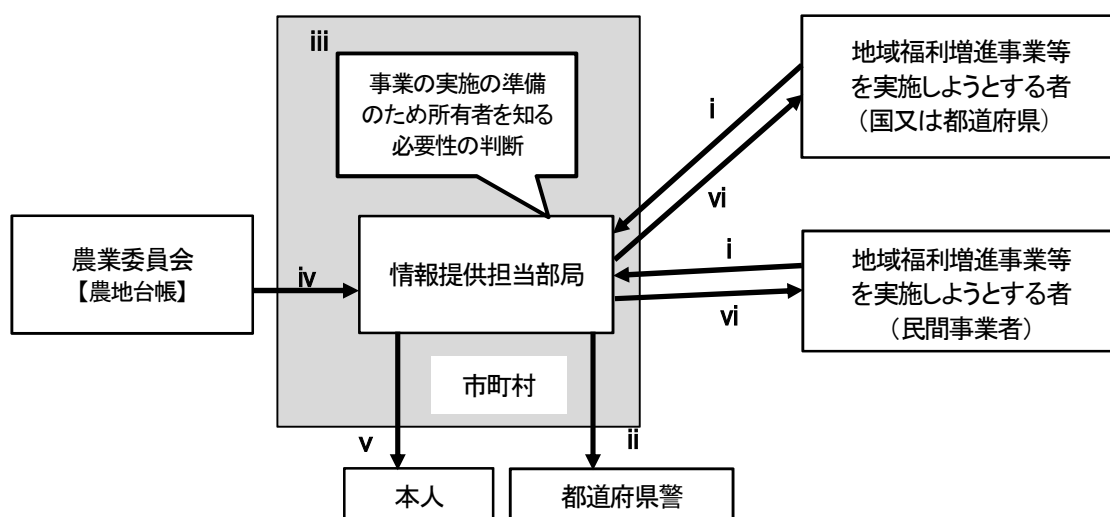 iii
事業の実施の準備
のため所有者を知る
必要性の判断
地域福利増進事業等
を実施しようとする者
（国又は都道府県）
i
vi
農業委員会
【農地台帳】
iv
情報提供担当部局
i
vi
地域福利増進事業等
を実施しようとする者
（民間事業者）
市町村
v
ii
本人
都道府県警